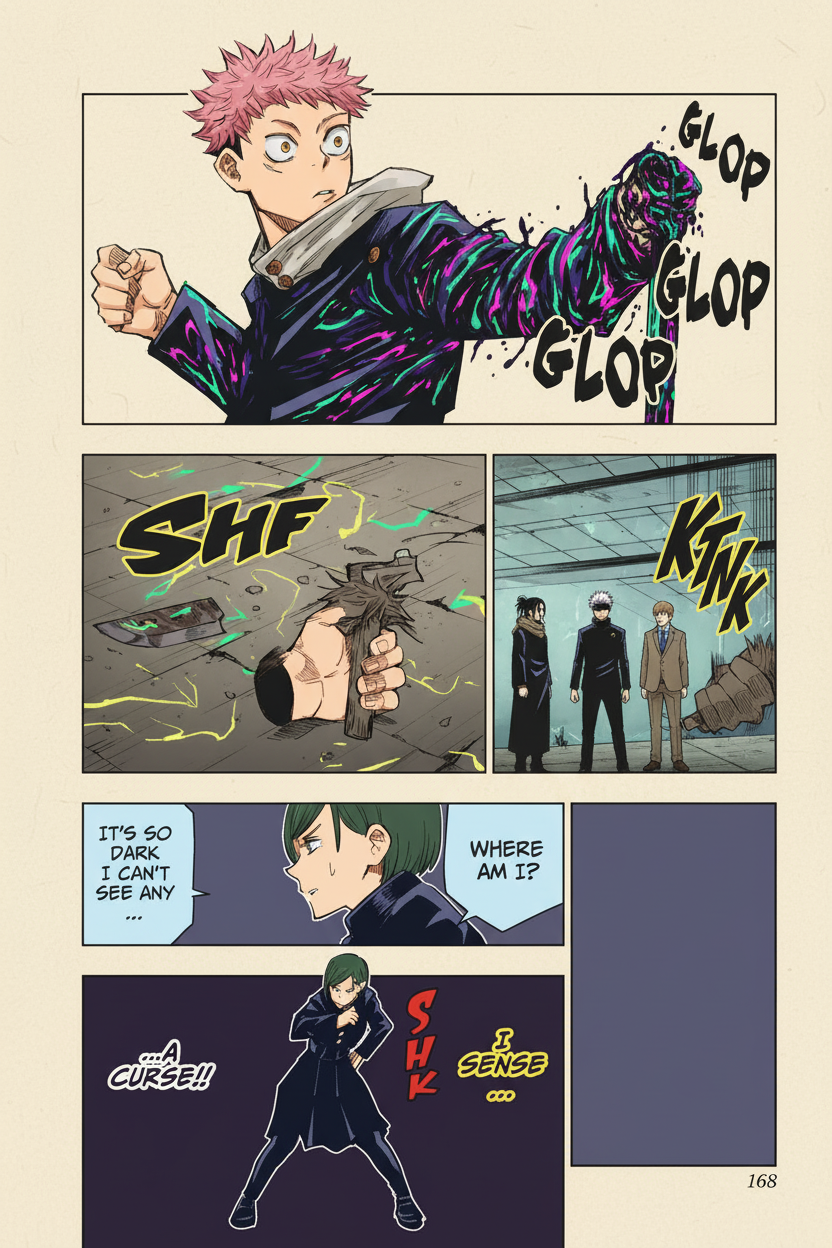 GLOP
GLOP
GLOP
KTNK
SHF
WHERE
AM I?
IT'S SO
DARK
I CAN'T
SEE ANY
...
I
SENSE
...
SHK
...A
CURSE!!
168